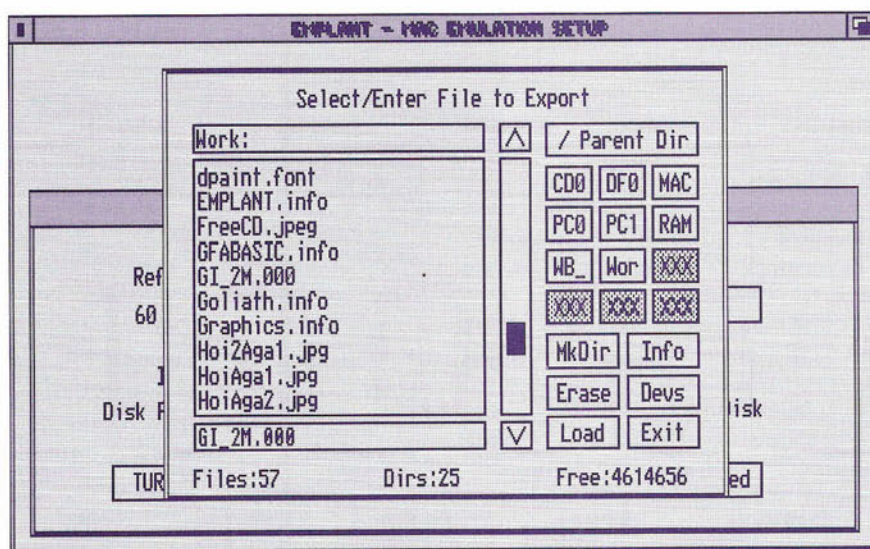 EMPLANT - MAC EMULATION SETUP
Select/Enter File to Export
Work:
/ Parent Dir
dpaint.font
EMPLANT.info
FreeCD.jpeg
GFABASIC.info
GI_2M.000
Goliath.info
Graphics.info
Hoi2Aga1.jpg
HoiAga1.jpg
HoiAga2.jpg
CD0 DF0 MAC
PC0 PC1 RAM
WB_ Wor XXX
XXX XXX XXX
MkDir Info
Erase Devs
Load Exit
GI_2M.000
Files:57 Dirs:25 Free:4614656
Ref
60
Disk
TUR